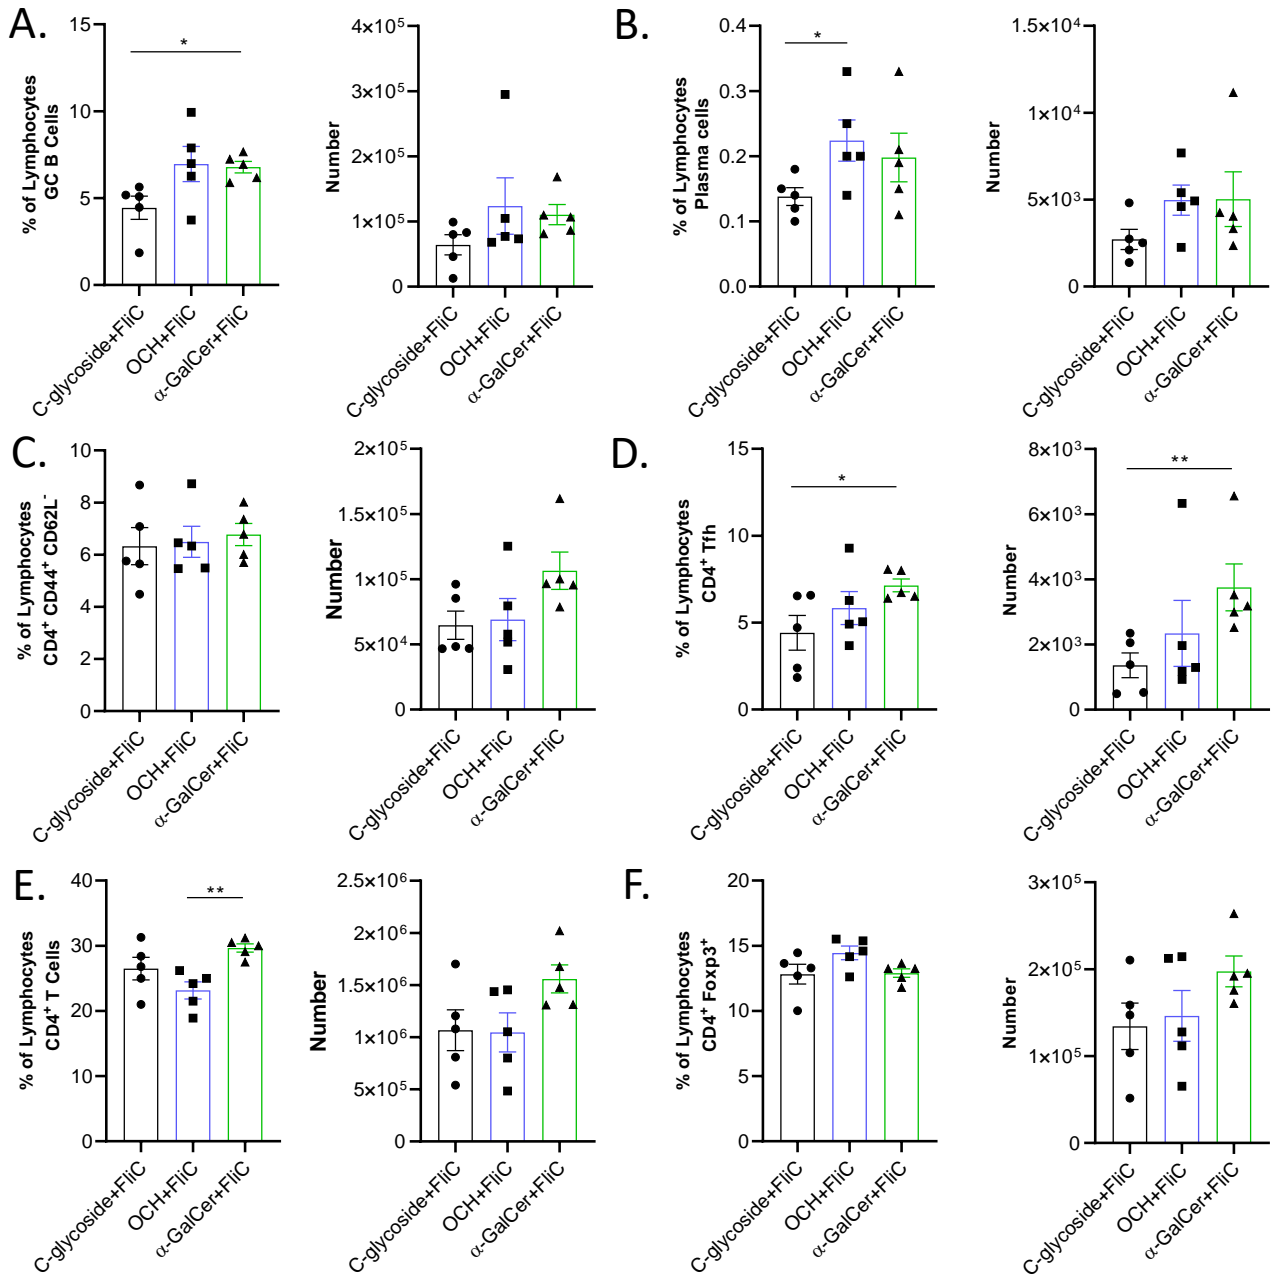 A.
% of Lymphocytes
GC B Cells
15
10
5
0
*
C-glycoside+FliC
OCH+FliC
α-GalCer+FliC
Number
4×10⁵
3×10⁵
2×10⁵
1×10⁵
0
C-glycoside+FliC
OCH+FliC
α-GalCer+FliC
B.
% of Lymphocytes
Plasma cells
0.4
0.3
0.2
0.1
0.0
*
C-glycoside+FliC
OCH+FliC
α-GalCer+FliC
Number
1.5×10⁴
1×10⁴
5×10³
0
C-glycoside+FliC
OCH+FliC
α-GalCer+FliC
C.
% of Lymphocytes
CD4⁺ CD44⁺ CD62L⁻
10
8
6
4
2
0
C-glycoside+FliC
OCH+FliC
α-GalCer+FliC
Number
2×10⁵
1.5×10⁵
1×10⁵
5×10⁴
0
C-glycoside+FliC
OCH+FliC
α-GalCer+FliC
D.
% of Lymphocytes
CD4⁺ Tfh
15
10
5
0
*
C-glycoside+FliC
OCH+FliC
α-GalCer+FliC
Number
8×10³
6×10³
4×10³
2×10³
0
**
C-glycoside+FliC
OCH+FliC
α-GalCer+FliC
E.
% of Lymphocytes
CD4⁺ T Cells
40
30
20
10
0
**
C-glycoside+FliC
OCH+FliC
α-GalCer+FliC
Number
2.5×10⁶
2×10⁶
1.5×10⁶
1×10⁶
5×10⁵
0
C-glycoside+FliC
OCH+FliC
α-GalCer+FliC
F.
% of Lymphocytes
CD4⁺ Foxp3⁺
20
15
10
5
0
C-glycoside+FliC
OCH+FliC
α-GalCer+FliC
Number
3×10⁵
2×10⁵
1×10⁵
0
C-glycoside+FliC
OCH+FliC
α-GalCer+FliC